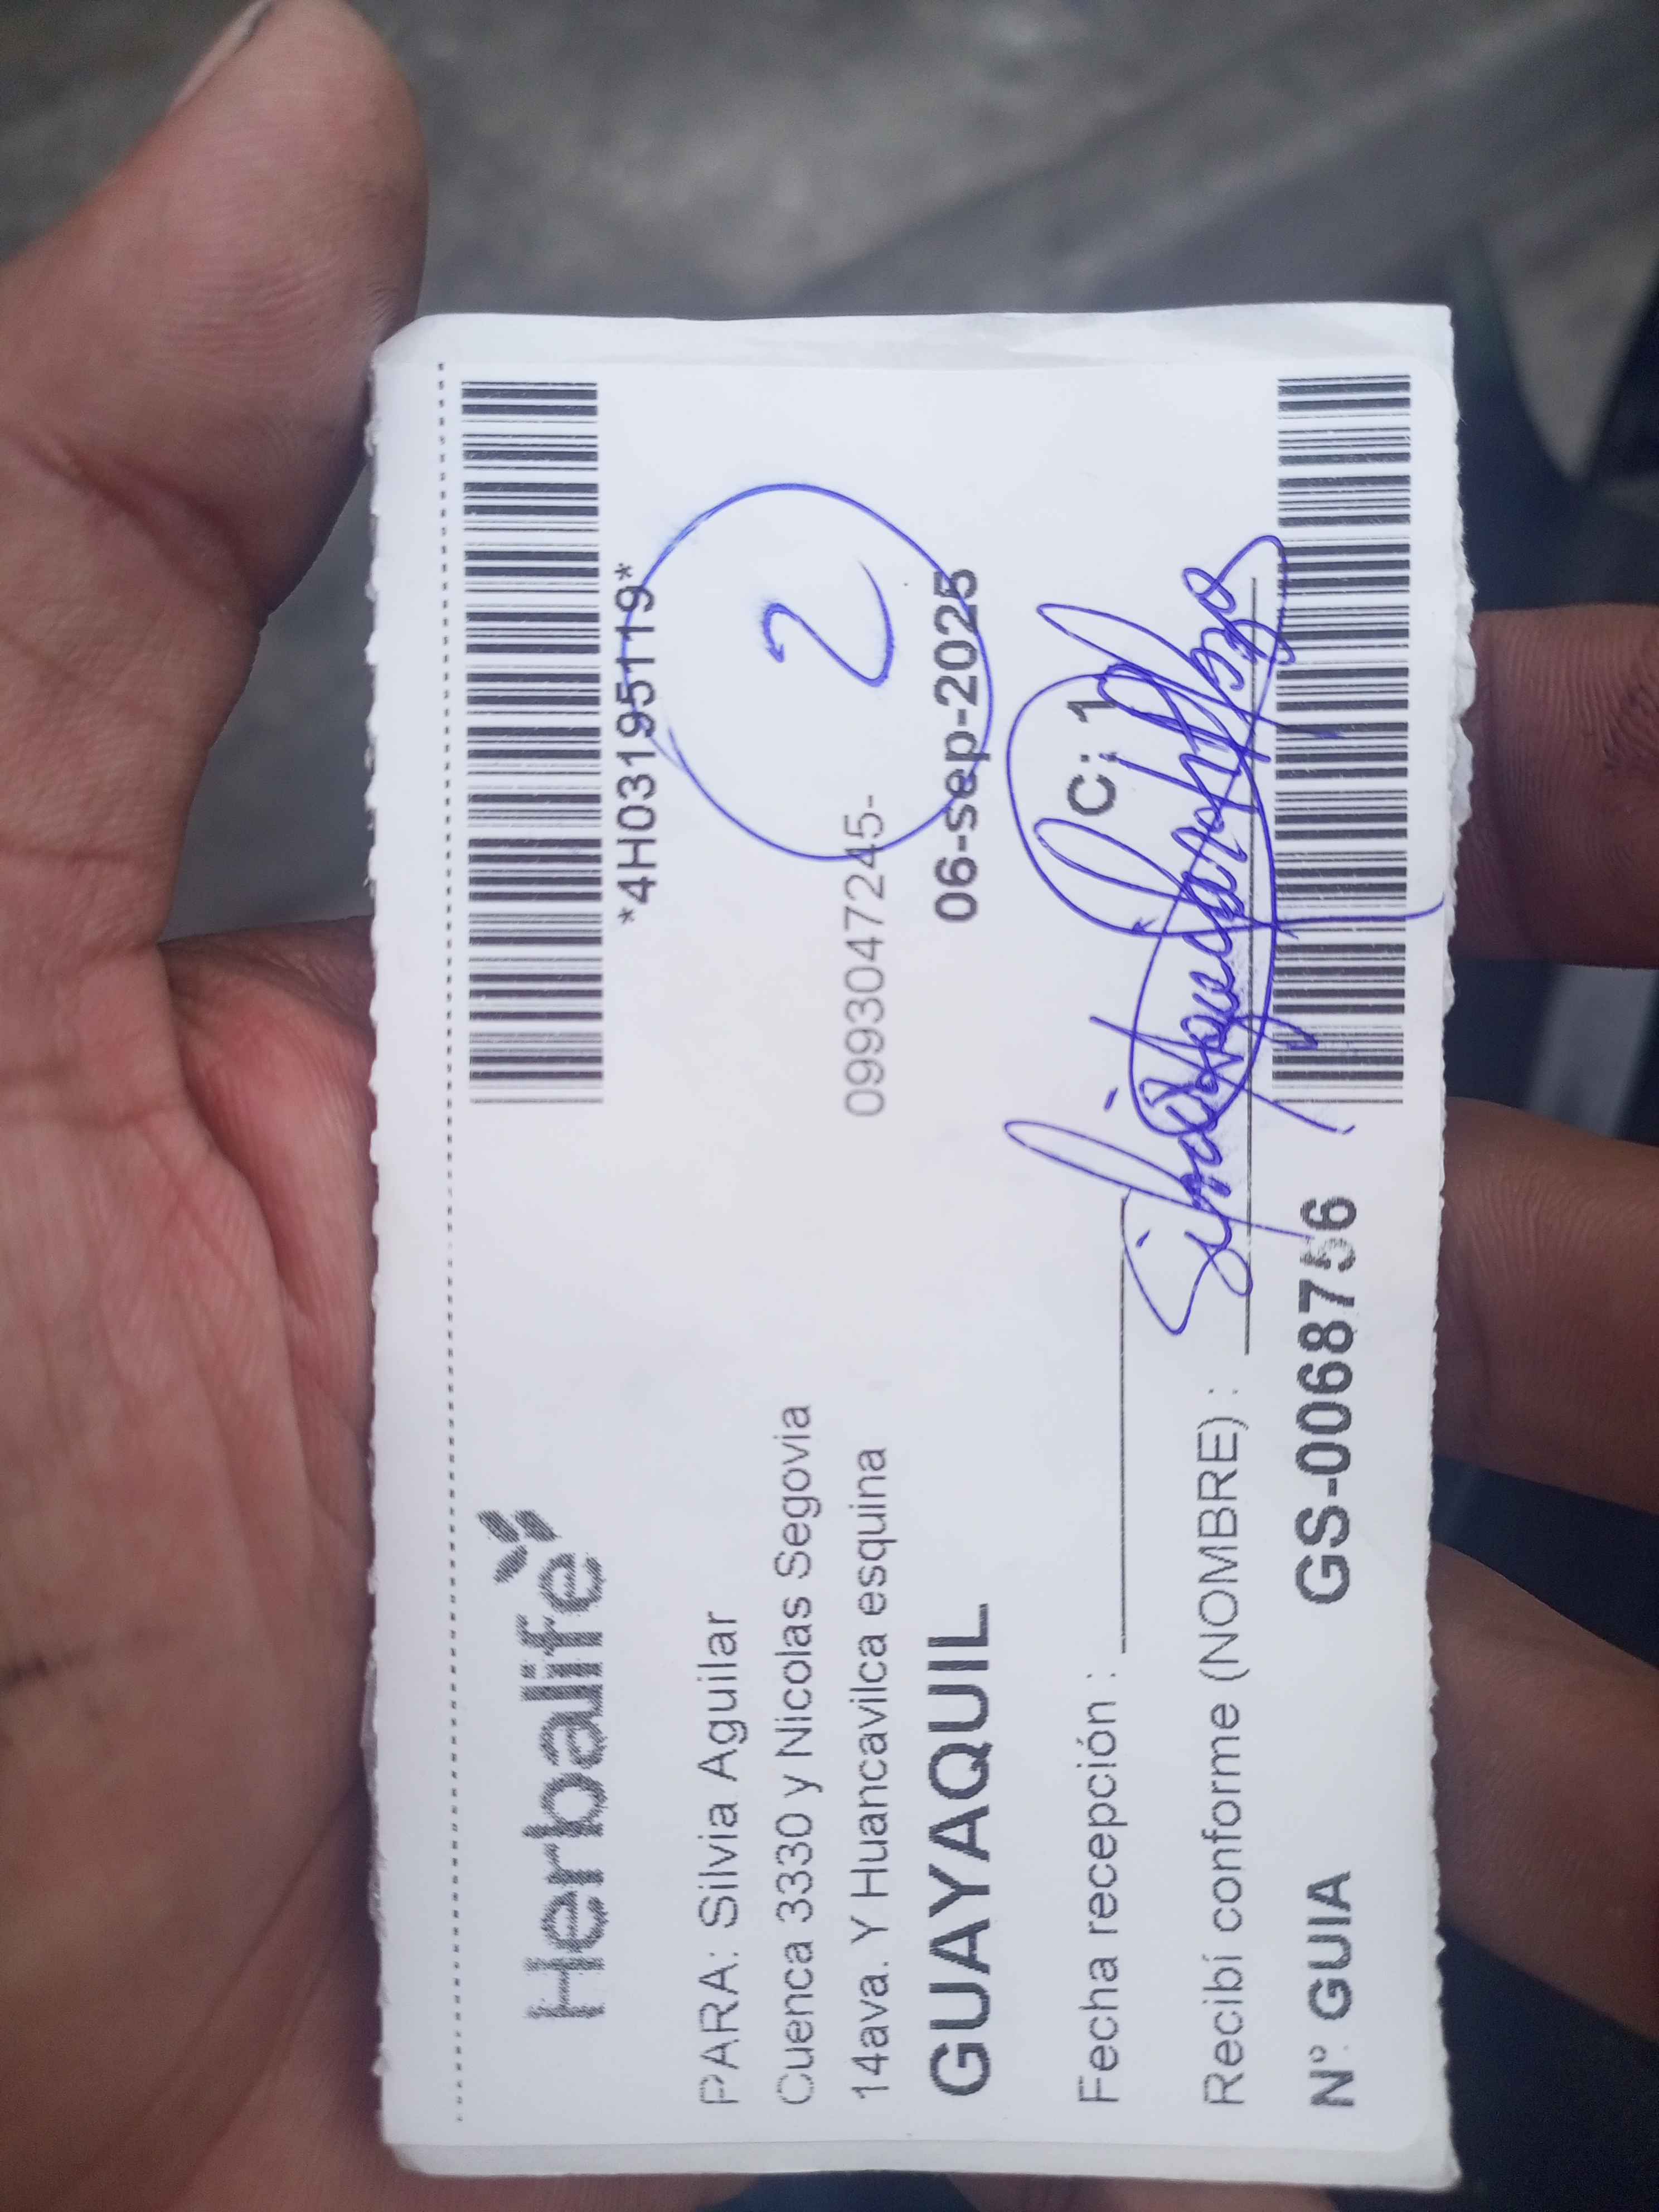 Herbalife
*4H03195119*
PARA: Silvia Aguilar
Cuenca 3330 y Nicolas Segovia
2
14ava. Y Huancavilca esquina
0993047245-
GUAYAQUIL
06-sep-2025
Fecha recepción :
C: 1
Recibí conforme (NOMBRE) :
N° GUIA GS-0068756